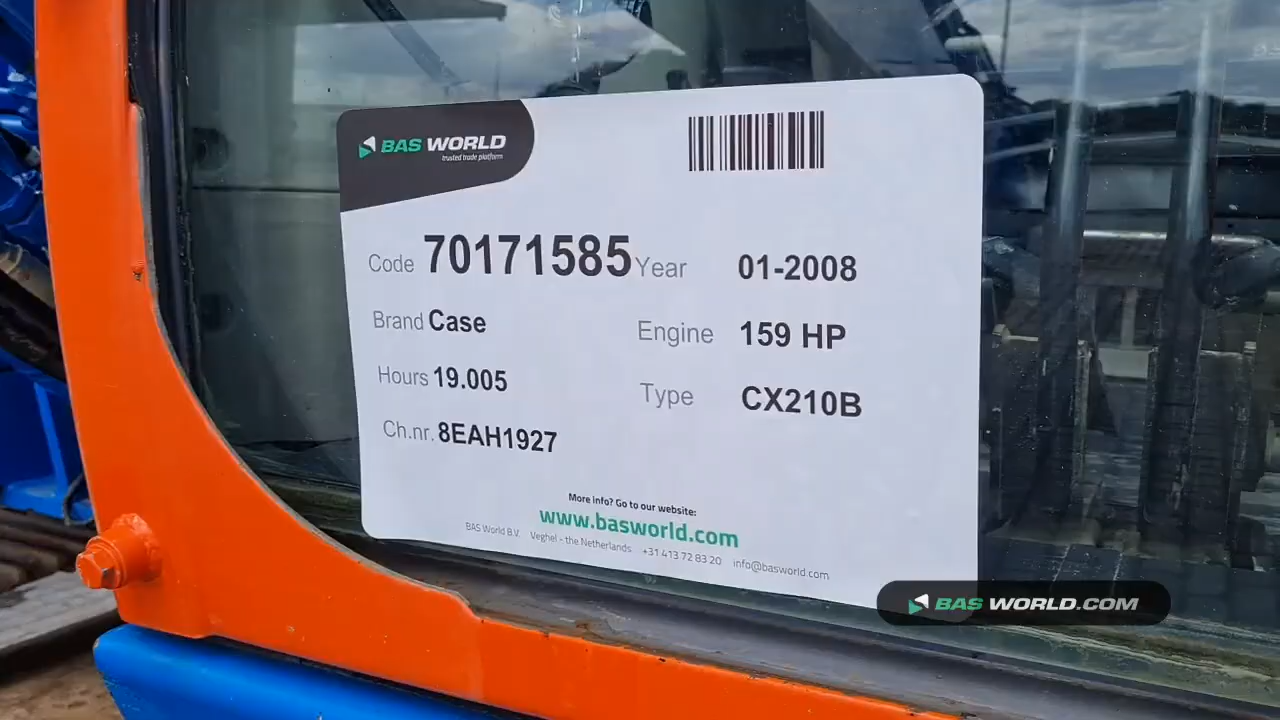 BAS WORLD
trusted trade platform
Code 70171585 Year 01-2008
Brand Case Engine 159 HP
Hours 19.005 Type CX210B
Ch.nr. 8EAH1927
More info? Go to our website:
www.basworld.com
BAS World B.V. Veghel - the Netherlands +31 413 72 83 20 info@basworld.com
BAS WORLD.COM